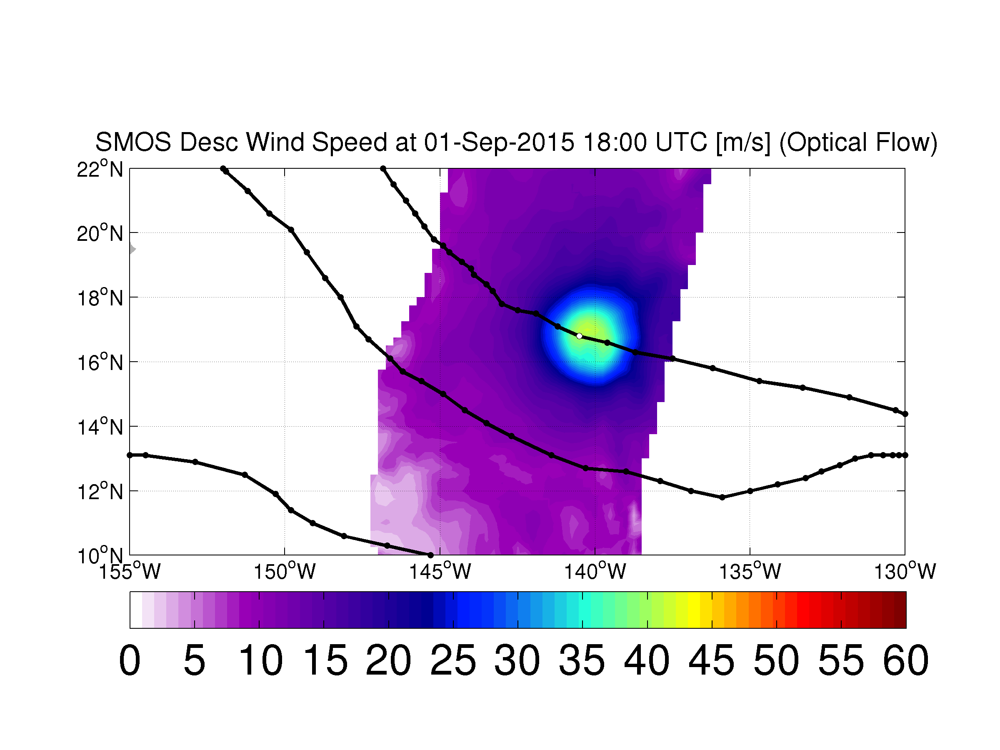 SMOS Desc Wind Speed at 01-Sep-2015 18:00 UTC [m/s] (Optical Flow)
22°N
20°N
18°N
16°N
14°N
12°N
10°N
155°W 150°W 145°W 140°W 135°W 130°W
0 5 10 15 20 25 30 35 40 45 50 55 60